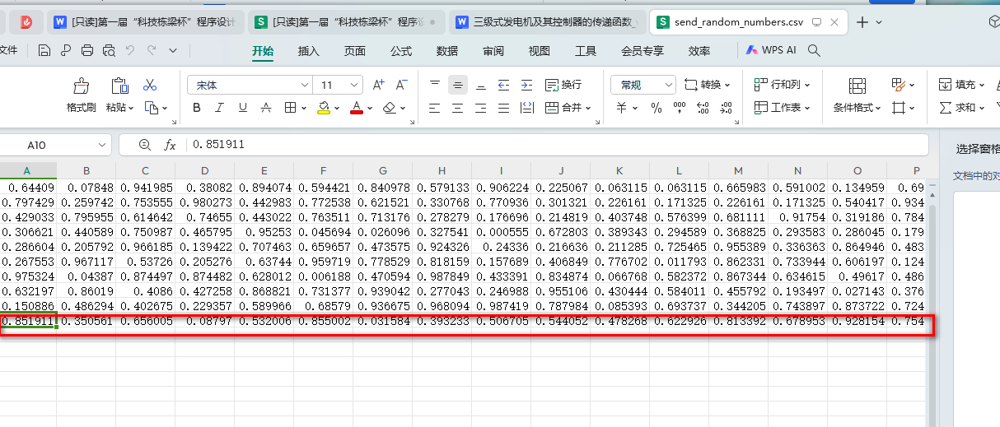 [只读]第一届“科技栋梁杯”程序设计 [只读]第一届“科技栋梁杯”程序设 三级式发电机及其控制器的传递函数_ send_random_numbers.csv
文件 开始 插入 页面 公式 数据 审阅 视图 工具 会员专享 效率 WPS AI
格式刷 粘贴 宋体 11 A+ A- 换行 常规 转换 行和列 填充
B I U A A 合并 ¥ % 工作表 条件格式 求和
A10 fx 0.851911 选择窗格
A B C D E F G H I J K L M N O P
文档中的对
0.64409 0.07848 0.941985 0.38082 0.894074 0.594421 0.840978 0.579133 0.906224 0.225067 0.063115 0.063115 0.665983 0.591002 0.134959 0.69
0.797429 0.259742 0.753555 0.980273 0.442983 0.772538 0.621521 0.330768 0.770936 0.301321 0.226161 0.171325 0.226161 0.171325 0.540417 0.934
0.429033 0.795955 0.614642 0.74655 0.443022 0.763511 0.713176 0.278279 0.176696 0.214819 0.403748 0.576399 0.681111 0.91754 0.319186 0.784
0.306621 0.440589 0.750987 0.465795 0.95253 0.045694 0.026096 0.327541 0.000555 0.672803 0.389343 0.294589 0.368825 0.293583 0.286045 0.179
0.286604 0.205792 0.966185 0.139422 0.707463 0.659657 0.473575 0.924326 0.24336 0.216636 0.211285 0.725465 0.955389 0.336363 0.864946 0.483
0.267553 0.967117 0.53726 0.205276 0.63744 0.959719 0.778529 0.818159 0.157689 0.406849 0.776702 0.011793 0.862331 0.733944 0.606197 0.124
0.975324 0.04387 0.874497 0.874482 0.628012 0.006188 0.470594 0.987849 0.433391 0.834874 0.066768 0.582372 0.867344 0.634615 0.49617 0.486
0.632197 0.86019 0.4086 0.427258 0.868821 0.731377 0.939042 0.277043 0.246988 0.955106 0.430444 0.584011 0.455792 0.193497 0.027143 0.376
0.150886 0.486294 0.402675 0.229357 0.589966 0.68579 0.936675 0.968094 0.987419 0.787984 0.085393 0.693737 0.344205 0.743897 0.873722 0.724
0.851911 0.350561 0.656005 0.08797 0.532006 0.855002 0.031584 0.393233 0.506705 0.544052 0.478268 0.622926 0.813392 0.678953 0.928154 0.754